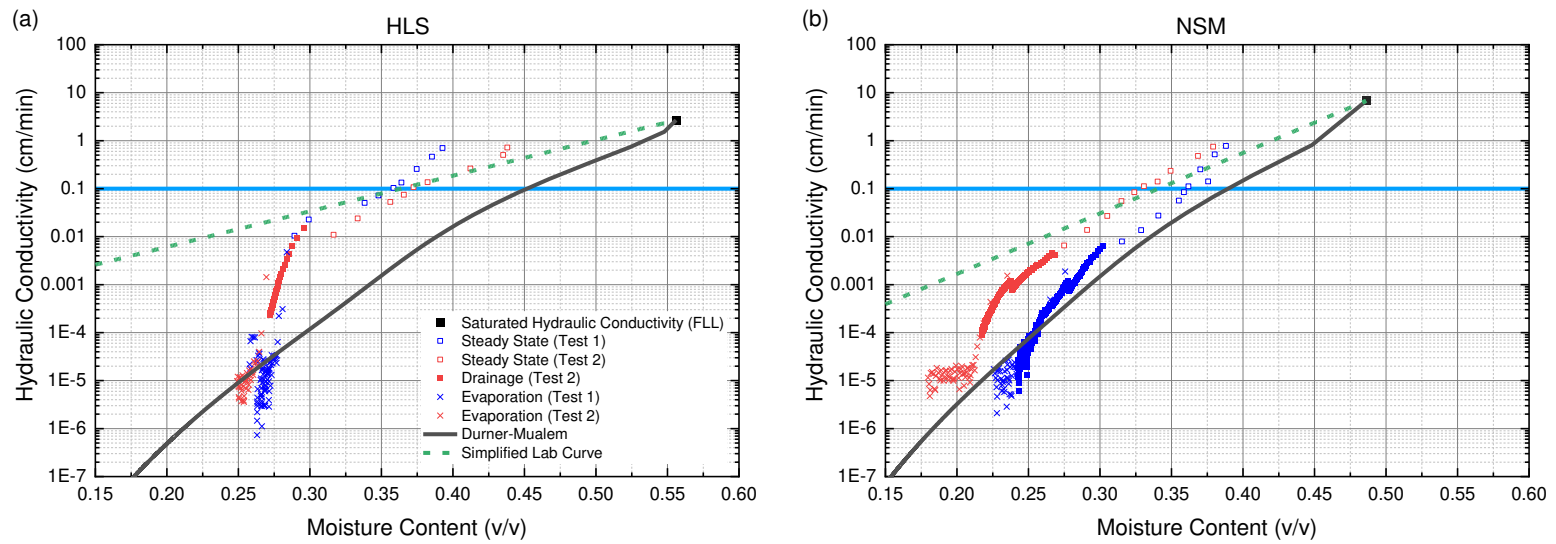 (a)
HLS
Hydraulic Conductivity (cm/min)
100
10
1
0.1
0.01
0.001
1E-4
1E-5
1E-6
1E-7
0.15 0.20 0.25 0.30 0.35 0.40 0.45 0.50 0.55 0.60
Moisture Content (v/v)
Saturated Hydraulic Conductivity (FLL)
Steady State (Test 1)
Steady State (Test 2)
Drainage (Test 2)
Evaporation (Test 1)
Evaporation (Test 2)
Durner-Mualem
Simplified Lab Curve
(b)
NSM
Hydraulic Conductivity (cm/min)
100
10
1
0.1
0.01
0.001
1E-4
1E-5
1E-6
1E-7
0.15 0.20 0.25 0.30 0.35 0.40 0.45 0.50 0.55 0.60
Moisture Content (v/v)